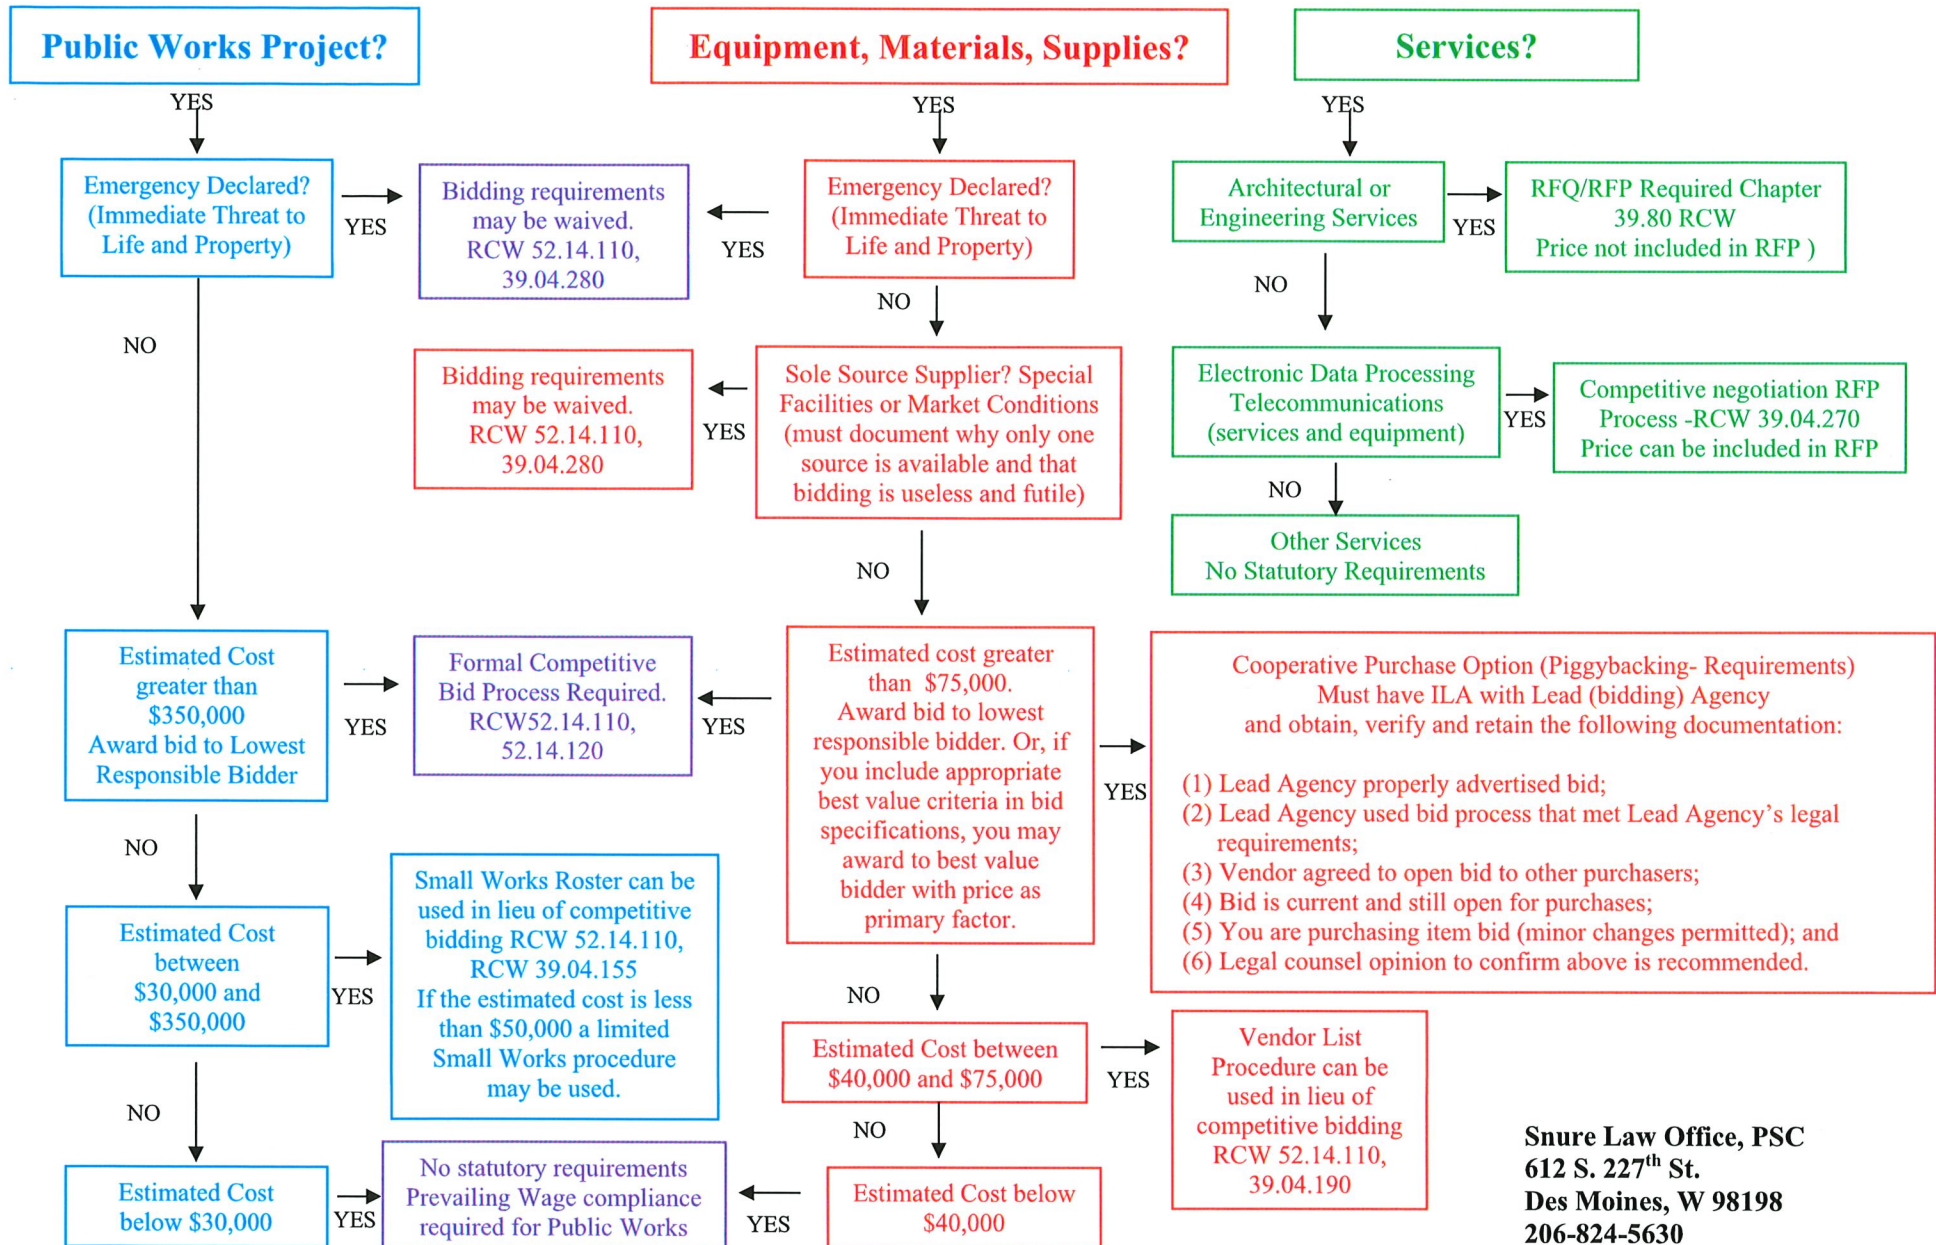 Public Works Project?
YES
Emergency Declared?
(Immediate Threat to
Life and Property)
YES
NO
Estimated Cost
greater than
$350,000
Award bid to Lowest
Responsible Bidder
YES
NO
Estimated Cost
between
$30,000 and
$350,000
YES
Small Works Roster can be
used in lieu of competitive
bidding RCW 52.14.110,
RCW 39.04.155
If the estimated cost is less
than $50,000 a limited
Small Works procedure
may be used.
NO
Estimated Cost
below $30,000
YES
Bidding requirements
may be waived.
RCW 52.14.110,
39.04.280
Bidding requirements
may be waived.
RCW 52.14.110,
39.04.280
Formal Competitive
Bid Process Required.
RCW52.14.110,
52.14.120
No statutory requirements
Prevailing Wage compliance
required for Public Works
Equipment, Materials, Supplies?
YES
Emergency Declared?
(Immediate Threat to
Life and Property)
YES
NO
Sole Source Supplier? Special
Facilities or Market Conditions
(must document why only one
source is available and that
bidding is useless and futile)
YES
NO
Estimated cost greater
than $75,000.
Award bid to lowest
responsible bidder. Or, if
you include appropriate
best value criteria in bid
specifications, you may
award to best value
bidder with price as
primary factor.
YES
YES
Cooperative Purchase Option (Piggybacking- Requirements)
Must have ILA with Lead (bidding) Agency
and obtain, verify and retain the following documentation:
(1) Lead Agency properly advertised bid;
(2) Lead Agency used bid process that met Lead Agency's legal
requirements;
(3) Vendor agreed to open bid to other purchasers;
(4) Bid is current and still open for purchases;
(5) You are purchasing item bid (minor changes permitted); and
(6) Legal counsel opinion to confirm above is recommended.
NO
Estimated Cost between
$40,000 and $75,000
YES
Vendor List
Procedure can be
used in lieu of
competitive bidding
RCW 52.14.110,
39.04.190
NO
Estimated Cost below
$40,000
YES
Services?
YES
Architectural or
Engineering Services
YES
RFQ/RFP Required Chapter
39.80 RCW
Price not included in RFP )
NO
Electronic Data Processing
Telecommunications
(services and equipment)
YES
Competitive negotiation RFP
Process -RCW 39.04.270
Price can be included in RFP
NO
Other Services
No Statutory Requirements
Snure Law Office, PSC
612 S. 227th St.
Des Moines, W 98198
206-824-5630